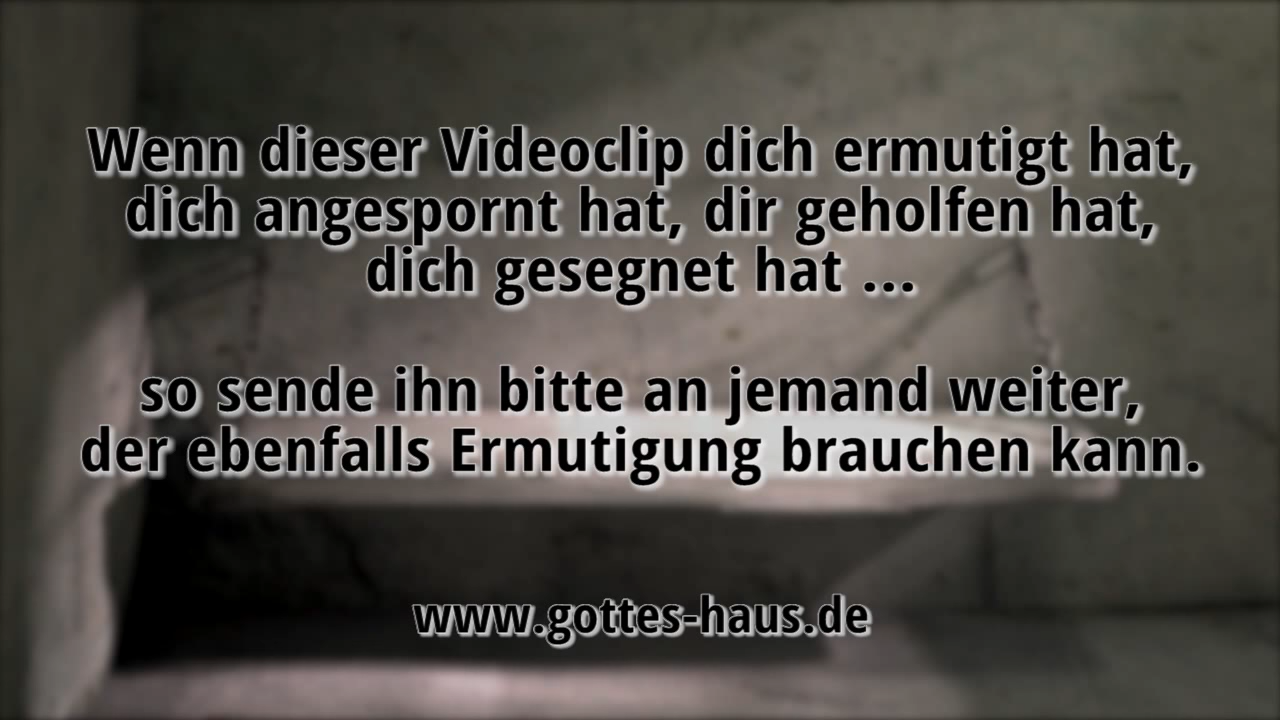 Wenn dieser Videoclip dich ermutigt hat,
dich angespornt hat, dir geholfen hat,
dich gesegnet hat ...
so sende ihn bitte an jemand weiter,
der ebenfalls Ermutigung brauchen kann.
www.gottes-haus.de